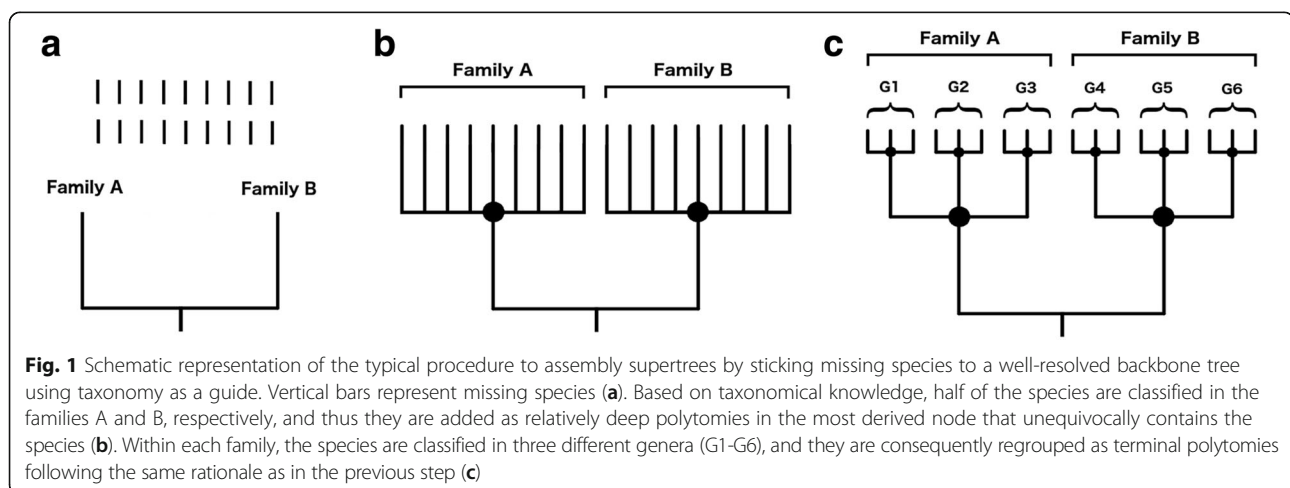 a
b
c
Family A
Family B
Family A
Family B
Family A
Family B
G1 G2 G3 G4 G5 G6
Fig. 1 Schematic representation of the typical procedure to assembly supertrees by sticking missing species to a well-resolved backbone tree
using taxonomy as a guide. Vertical bars represent missing species (a). Based on taxonomical knowledge, half of the species are classified in the
families A and B, respectively, and thus they are added as relatively deep polytomies in the most derived node that unequivocally contains the
species (b). Within each family, the species are classified in three different genera (G1-G6), and they are consequently regrouped as terminal polytomies
following the same rationale as in the previous step (c)